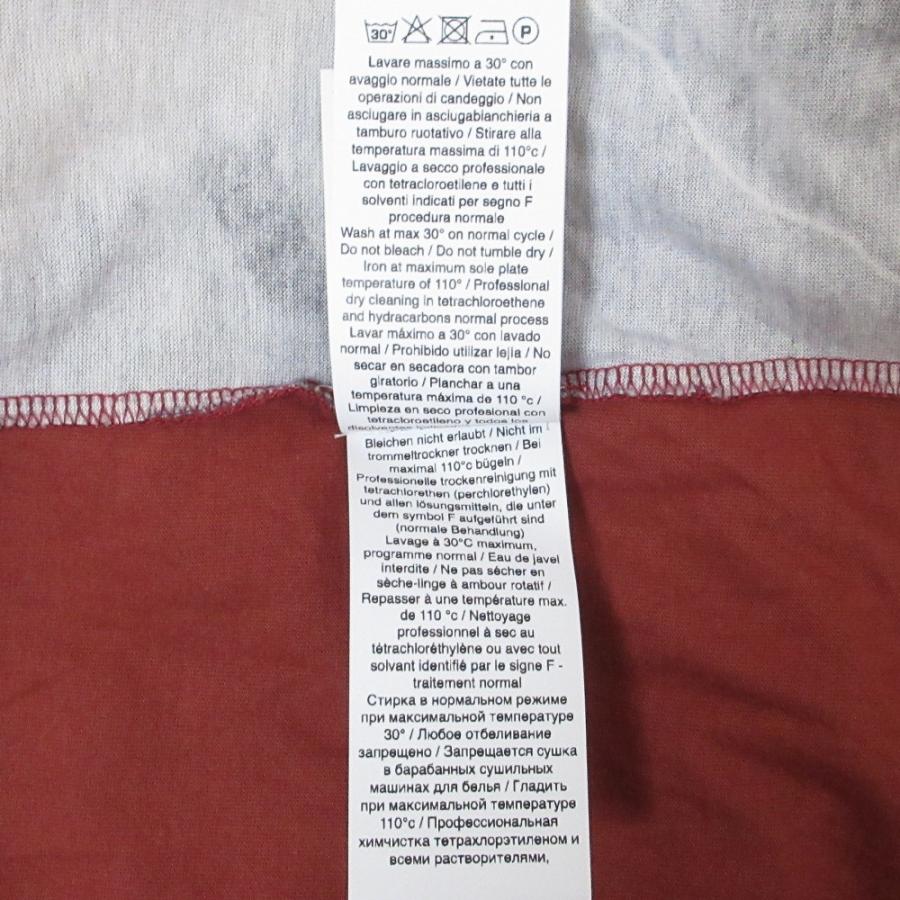 30°
P
Lavare massimo a 30° con
avaggio normale / Vietate tutte le
operazioni di candeggio / Non
asciugare in asciugabiancheria a
tamburo ruotativo / Stirare alla
temperatura massima di 110°c /
Lavaggio a secco professionale
con tetracloroetilene e tutti i
solventi indicati per segno F
procedura normale
Wash at max 30° on normal cycle /
Do not bleach / Do not tumble dry /
Iron at maximum sole plate
temperature of 110° / Professional
dry cleaning in tetrachloroethene
and hydracarbons normal process
Lavar máximo a 30° con lavado
normal / Prohibido utilizar lejia / No
secar en secadora con tambor
giratorio / Planchar a una
temperatura máxima de 110 °c /
Limpieza en seco profesional con
tetracloroetileno y todos los
Bleichen nicht erlaubt / Nicht im
trommeltrockner trocknen / Bei
maximal 110°c bügeln /
Professionelle trockenreinigung mit
tetrachlorethen (perchlorethylen)
und allen lösungsmitteln, die unter
dem symbol F aufgeführt sind
(normale Behandlung)
Lavage à 30°C maximum,
programme normal / Eau de javel
interdite / Ne pas sécher en
sèche-linge à ambour rotatif /
Repasser à une température max.
de 110 °c / Nettoyage
professionnel à sec au
tétrachloréthylène ou avec tout
solvant identifié par le signe F -
traitement normal
Стирка в нормальном режиме
при максимальной температуре
30° / Любое отбеливание
запрещено / Запрещается сушка
в барабанных сушильных
машинах для белья / Гладить
при максимальной температуре
110°c / Профессиональная
химчистка тетрахлорэтиленом и
всеми растворителями,